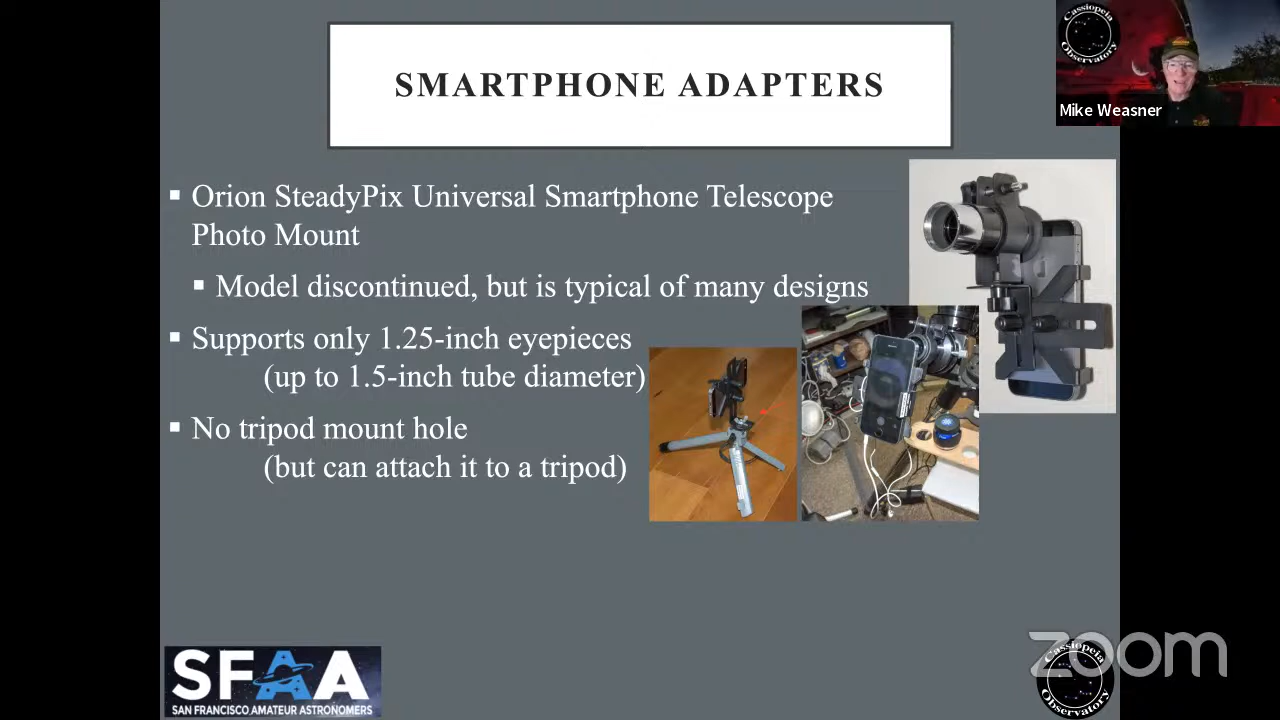 SMARTPHONE ADAPTERS
Cassiopeia
Observatory
Mike Weasner
Orion SteadyPix Universal Smartphone Telescope
Photo Mount
Model discontinued, but is typical of many designs
Supports only 1.25-inch eyepieces
(up to 1.5-inch tube diameter)
No tripod mount hole
(but can attach it to a tripod)
SFAA
SAN FRANCISCO AMATEUR ASTRONOMERS
zoom
Cassiopeia
Observatory